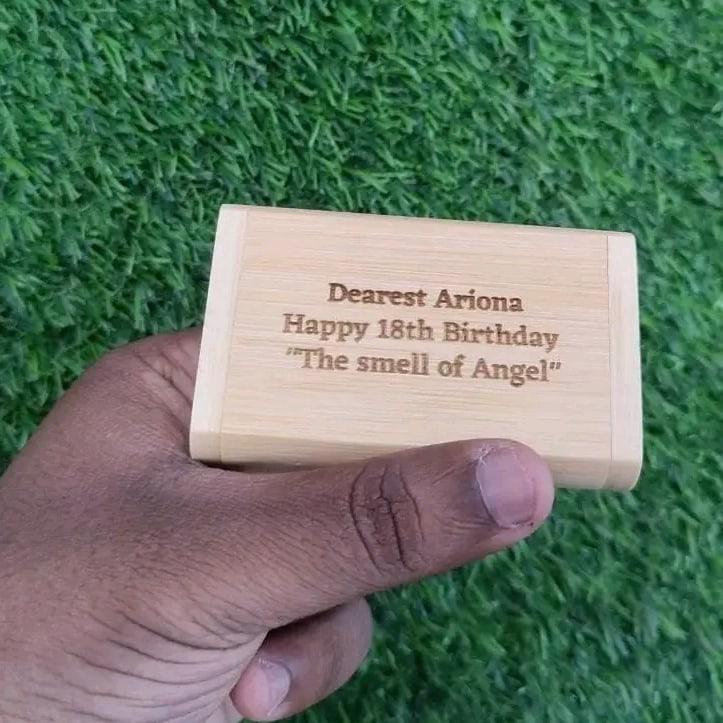 Dearest Ariona
Happy 18th Birthday
"The smell of Angel"